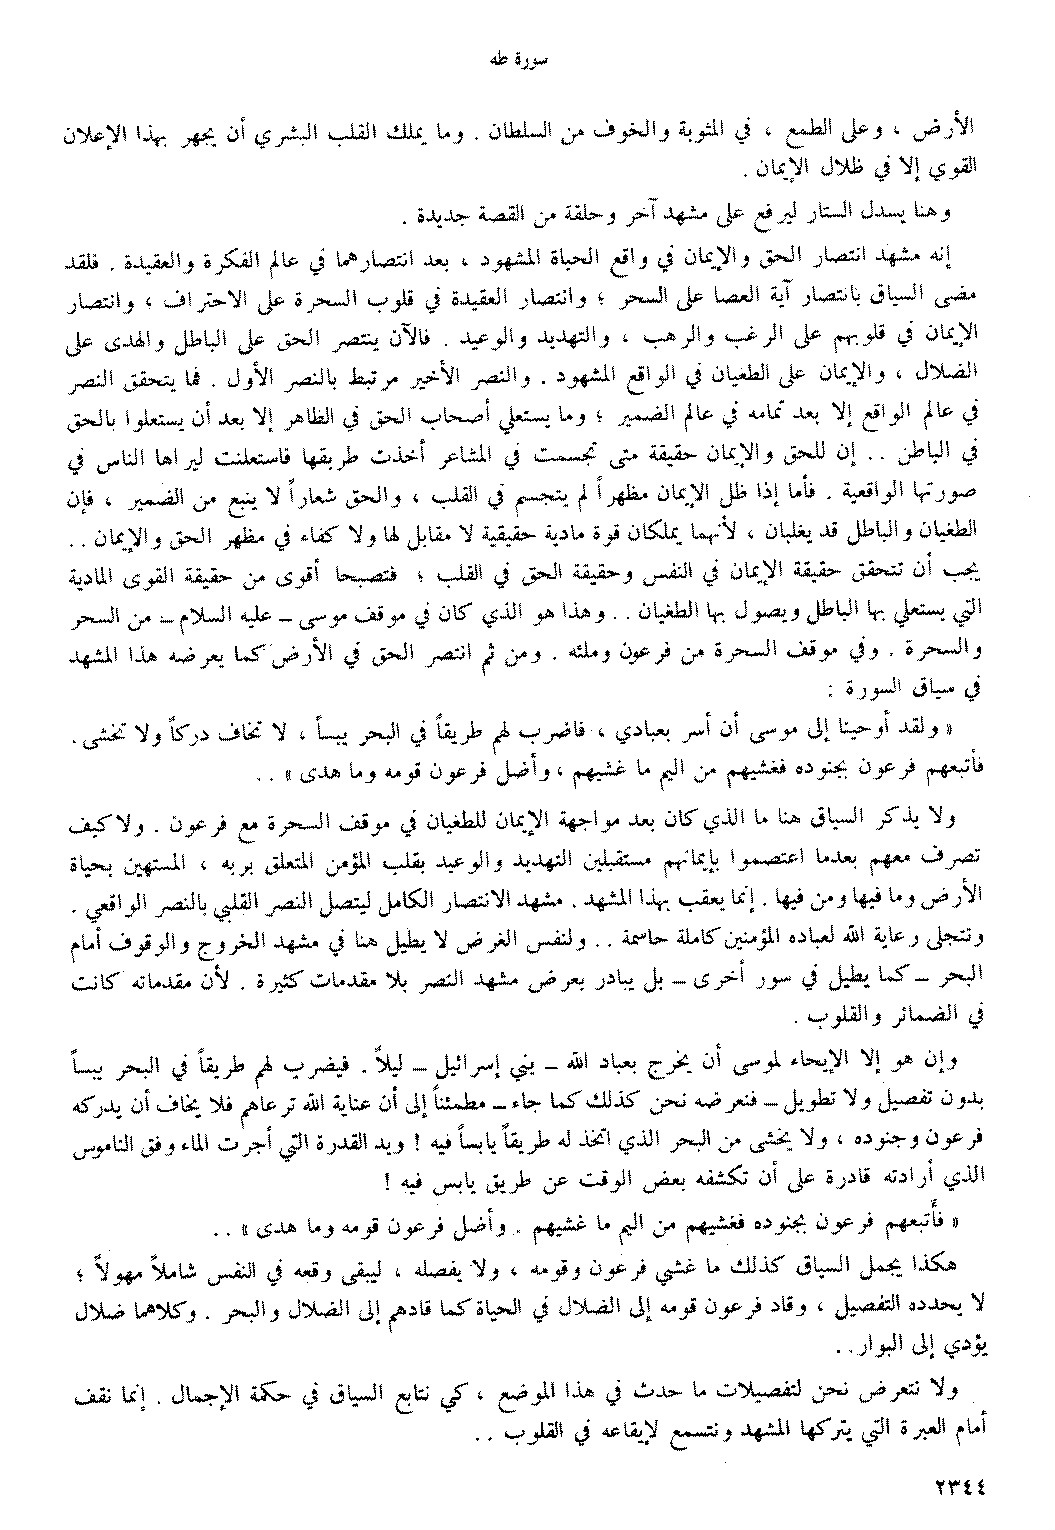 سورة طه
الأرض ، وعلى الطمع ، في المثوبة والخوف من السلطان . وما يملك القلب البشري أن يجهر بهذا الإعلان
القوي إلا في ظلال الإيمان .
وهنا يسدل الستار ليرفع على مشهد آخر وحلقة من القصة جديدة .
إنه مشهد انتصار الحق والإيمان في واقع الحياة المشهود ، بعد انتصارهما في عالم الفكرة والعقيدة . فلقد
مضى السياق بانتصار آية العصا على السحر ؛ وانتصار العقيدة في قلوب السحرة على الاحتراف ؛ وانتصار
الإيمان في قلوبهم على الرغب والرهب ، والتهديد والوعيد . فالآن ينتصر الحق على الباطل والهدى على
الضلال ، والإيمان على الطغيان في الواقع المشهود . والنصر الأخير مرتبط بالنصر الأول . فما يتحقق النصر
في عالم الواقع إلا بعد تمامه في عالم الضمير ؛ وما يستعلي أصحاب الحق في الظاهر إلا بعد أن يستعلوا بالحق
في الباطن .. إن للحق والإيمان حقيقة متى تجسمت في المشاعر أخذت طريقها فاستعلنت ليراها الناس في
صورتها الواقعية . فأما إذا ظل الإيمان مظهراً لم يتجسم في القلب ، والحق شعاراً لا ينبع من الضمير ، فإن
الطغيان والباطل قد يغلبان ، لأنهما يملكان قوة مادية حقيقية لا مقابل لها ولا كفاء في مظهر الحق والإيمان ..
يجب أن تتحقق حقيقة الإيمان في النفس وحقيقة الحق في القلب ؛ فتصبحا أقوى من حقيقة القوى المادية
التي يستعلي بها الباطل ويصول بها الطغيان .. وهذا هو الذي كان في موقف موسى – عليه السلام – من السحر
والسحرة . وفي موقف السحرة من فرعون وملئه . ومن ثم انتصر الحق في الأرض كما يعرضه هذا المشهد
في سياق السورة :
« ولقد أوحينا إلى موسى أن أسر بعبادي ، فاضرب لهم طريقاً في البحر يبساً ، لا تخاف دركاً ولا تخشى .
فأتبعهم فرعون بجنوده فغشيهم من اليم ما غشيهم ، وأضل فرعون قومه وما هدى » ..
ولا يذكر السياق هنا ما الذي كان بعد مواجهة الإيمان للطغيان في موقف السحرة مع فرعون . ولا كيف
تصرف معهم بعدما اعتصموا بإيمانهم مستقبلين التهديد والوعيد بقلب المؤمن المتعلق بربه ، المستهين بحياة
الأرض وما فيها ومن فيها . إنما يعقب بهذا المشهد . مشهد الانتصار الكامل ليتصل النصر القلبي بالنصر الواقعي .
وتتجلى رعاية الله لعباده المؤمنين كاملة حاسمة .. ولنفس الغرض لا يطيل هنا في مشهد الخروج والوقوف أمام
البحر – كما يطيل في سور أخرى – بل يبادر بعرض مشهد النصر بلا مقدمات كثيرة . لأن مقدماته كانت
في الضمائر والقلوب .
وإن هو إلا الإيحاء لموسى أن يخرج بعباد الله – بني إسرائيل – ليلاً . فيضرب لهم طريقاً في البحر يبساً
بدون تفصيل ولا تطويل – فنعرضه نحن كذلك كما جاء – مطمئناً إلى أن عناية الله ترعاهم فلا يخاف أن يدركه
فرعون وجنوده ، ولا يخشى من البحر الذي اتخذ له طريقاً يابساً فيه ! ويد القدرة التي أجرت الماء وفق الناموس
الذي أرادته قادرة على أن تكشفه بعض الوقت عن طريق يابس فيه !
« فأتبعهم فرعون بجنوده فغشيهم من اليم ما غشيهم . وأضل فرعون قومه وما هدى » ..
هكذا يجمل السياق كذلك ما غشي فرعون وقومه ، ولا يفصله ، ليبقى وقعه في النفس شاملاً مهولاً ؛
لا يحدده التفصيل ، وقاد فرعون قومه إلى الضلال في الحياة كما قادهم إلى الضلال والبحر . وكلاهما ضلال
يؤدي إلى البوار ..
ولا نتعرض نحن لتفصيلات ما حدث في هذا الموضع ، كي نتابع السياق في حكمة الإجمال . إنما نقف
أمام العبرة التي يتركها المشهد ونتسمع لإيقاعه في القلوب ..
٢٣٤٤